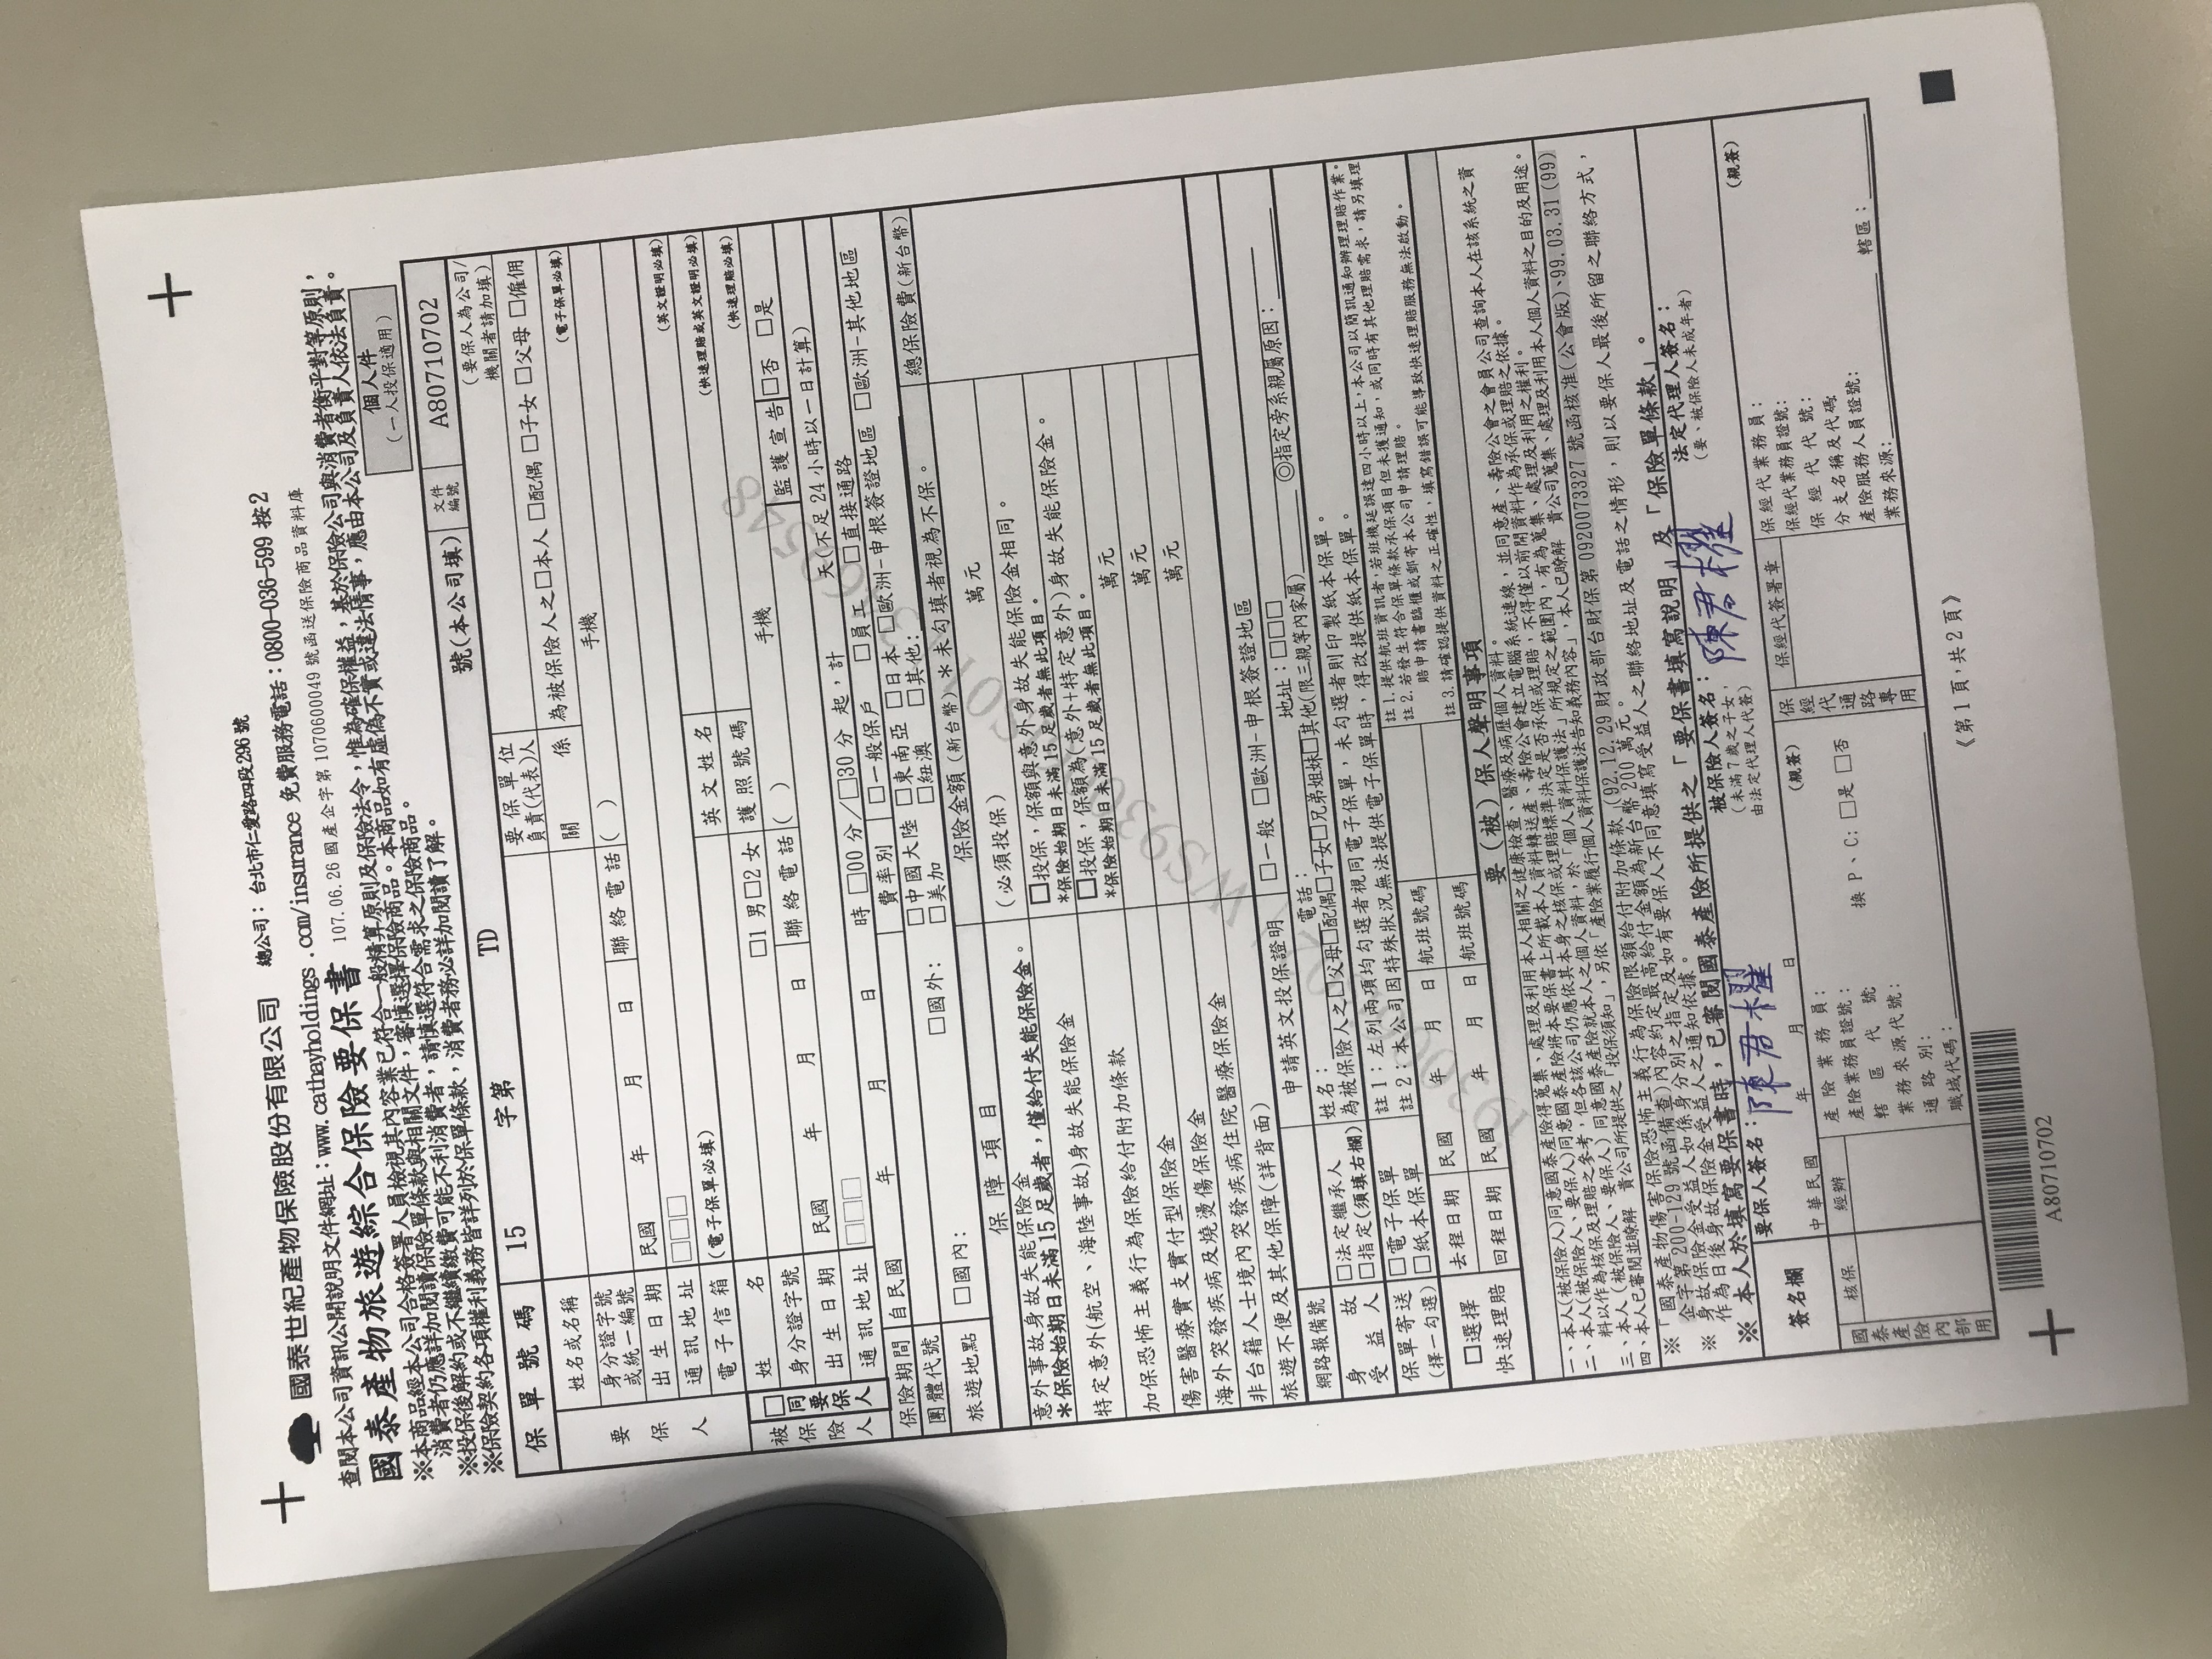 國泰世紀產物保險股份有限公司 總公司：台北市仁愛路四段296號
查閱本公司資訊公開說明文件網址：www.cathayholdings.com/insurance 免費服務電話：0800-036-599 按2
國泰產物旅遊綜合保險要保書 107.06.26 國產企字第 1070600049 號函送保險商品資料庫
※本商品經本公司合格簽署人員檢視其內容業已符合一般精算原則及保險法令，惟為確保權益，基於保險公司與消費者衡平對等原則，
消費者仍應詳加閱讀保險單條款與相關文件，審慎選擇保險商品。本商品如有虛偽不實或違法情事，應由本公司及負責人依法負責。
※投保後解約或不繼續繳費可能不利消費者，請慎選符合需求之保險商品。
※保險契約各項權利義務皆詳列於保單條款，消費者務必詳加閱讀了解。
個人件
(一人投保適用)
保單號碼 15 字第 TD 號(本公司填) 文件編號 A80710702
要保人
姓名或名稱
要保單位
負責(代表)人
(要保人為公司/
機關者請加填)
身分證字號
或統一編號
關係 為被保險人之□本人 □配偶 □子女 □父母 □僱傭
出生日期 民國 年 月 日 聯絡電話 ( ) 手機 (電子保單必填)
通訊地址 □□□
電子信箱 (電子保單必填)
被保險人
□同要保人
姓名 □1 男□2 女 英文姓名 (英文證明必填)
身分證字號 護照號碼 (快速理賠或英文證明必填)
出生日期 民國 年 月 日 聯絡電話 ( ) 手機 (快速理賠必填)
通訊地址 □□□ 監護宣告 □否 □是
保險期間 自民國 年 月 日 時 □00 分／□30 分 起，計 天(不足 24 小時以一日計算)
團體代號 費率別 □一般保戶 □員工 □直接通路
旅遊地點 □國內： □國外： □中國大陸 □東南亞 □日本 □歐洲-申根簽證地區 □歐洲-其他地區
□美加 □紐澳 □其他：
保障項目 保險金額 (新台幣) *未勾填者視為不保。 總保險費(新台幣)
意外事故身故失能保險金
*保險始期日未滿 15 足歲者，僅給付失能保險金。
(必須投保) 萬元
特定意外(航空、海陸事故)身故失能保險金
□投保，保額與意外身故失能保險金相同。
*保險始期日未滿 15 足歲者無此項目。
加保恐怖主義行為保險給付附加條款
□投保，保額為(意外+特定意外)身故失能保險金。
*保險始期日未滿 15 足歲者無此項目。
傷害醫療實支實付型保險金 萬元
海外突發疾病及燒燙傷保險金 萬元
非台籍人士境內突發疾病住院醫療保險金 萬元
旅遊不便及其他保障(詳背面)
網路報備號 申請英文投保證明 □一般 □歐洲-申根簽證地區
身故
受益人
□法定繼承人
□指定(須填右欄)
姓名： 電話： 地址：□□□
為被保險人之□父母□配偶□子女□兄弟姐妹□其他(限三親等內家屬) ◎指定旁系親屬原因：
保單寄送
(擇一勾選)
□電子保單
□紙本保單
註 1：左列兩項均勾選者視同電子保單，未勾選者則印製紙本保單。
註 2：本公司因特殊狀況無法提供電子保單時，得改提供紙本保單。
□選擇
快速理賠
去程日期 民國 年 月 日 航班號碼
回程日期 民國 年 月 日 航班號碼
註 1.提供航班資訊者,若班機延誤達四小時以上,本公司以簡訊通知辦理理賠作業。
註 2.若發生符合保單條款承保項目但未獲通知，或同時有其他理賠需求，請另填理
賠申請書臨櫃或郵寄本公司申請理賠。
註 3.請確認提供資料之正確性，填寫錯誤可能導致快速理賠服務無法啟動。
要（被）保人聲明事項
一、本人(被保險人)同意國泰產險得蒐集、處理及利用本人相關之健康檢查、醫療及病歷個人資料。
二、本人(被保險人、要保人)同意國泰產險將本要保書上所載本人資料轉送產、壽險公會建立電腦系統連線，並同意產、壽險公會之會員公司查詢本人在該系統之資
料以作為核保及理賠之參考，但各該公司仍應依其本身之核保或理賠標準決定是否承保或理賠，不得僅以前開資料作為承保或理賠之依據。
三、本人(被保險人、要保人)同意國泰產險就本人之個人資料，於「個人資料保護法」所規定之範圍內，有為蒐集、處理及利用之權利。
四、本人已審閱並瞭解 貴公司所提供之「投保須知」，另依「產險業履行個人資料保護法告知義務內容」，本人已瞭解 貴公司蒐集、處理及利用本人個人資料之目的及用途。
※「國泰產物傷害保險恐怖主義行為保險限額給付附加條款 (92.12.29 財政部台財保第 0920073327 號函核准(公會版)、99.03.31(99)
企字第 200-129 號函備查)內容約定最高給付金額為新台幣 200 萬元。
※ 身故保險金受益人如係身分別之指定及如有要保人不同意填寫受益人之聯絡地址及電話之情形，則以要保人最後所留之聯絡方式，
作為日後身故保險金受益人之通知依據。
※ 本人於填寫要保書時，已審閱國泰產險所提供之「要保書填寫說明」及「保險單條款」。
簽名欄
要保人簽名：陳君櫂
被保險人簽名：陳君櫂
(未滿 7 歲之子女，
由法定代理人代簽)
法定代理人簽名：
(要、被保險人未成年者)
中華民國 年 月 日
國泰產險內部用
核保 經辦
產險業務員： (親簽)
產險業務員證號：
轄區代號
業務來源代號：
通路別：
職域代碼：
換 P、C：□是 □否
保經代通路專用
保經代簽署章
保經代業務員： (親簽)
保經代業務員證號：
保經代代號：
分支名稱及代碼
產險服務人員證號：
業務來源： 轄區：
《第1頁，共2頁》
A80710702